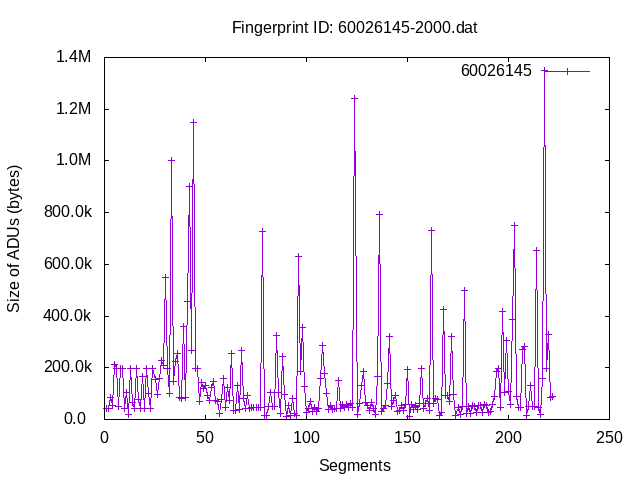 Fingerprint ID: 60026145-2000.dat
1.4M
60026145
1.2M
1.0M
800.0k
600.0k
400.0k
200.0k
0.0
Size of ADUs (bytes)
0 50 100 150 200 250
Segments